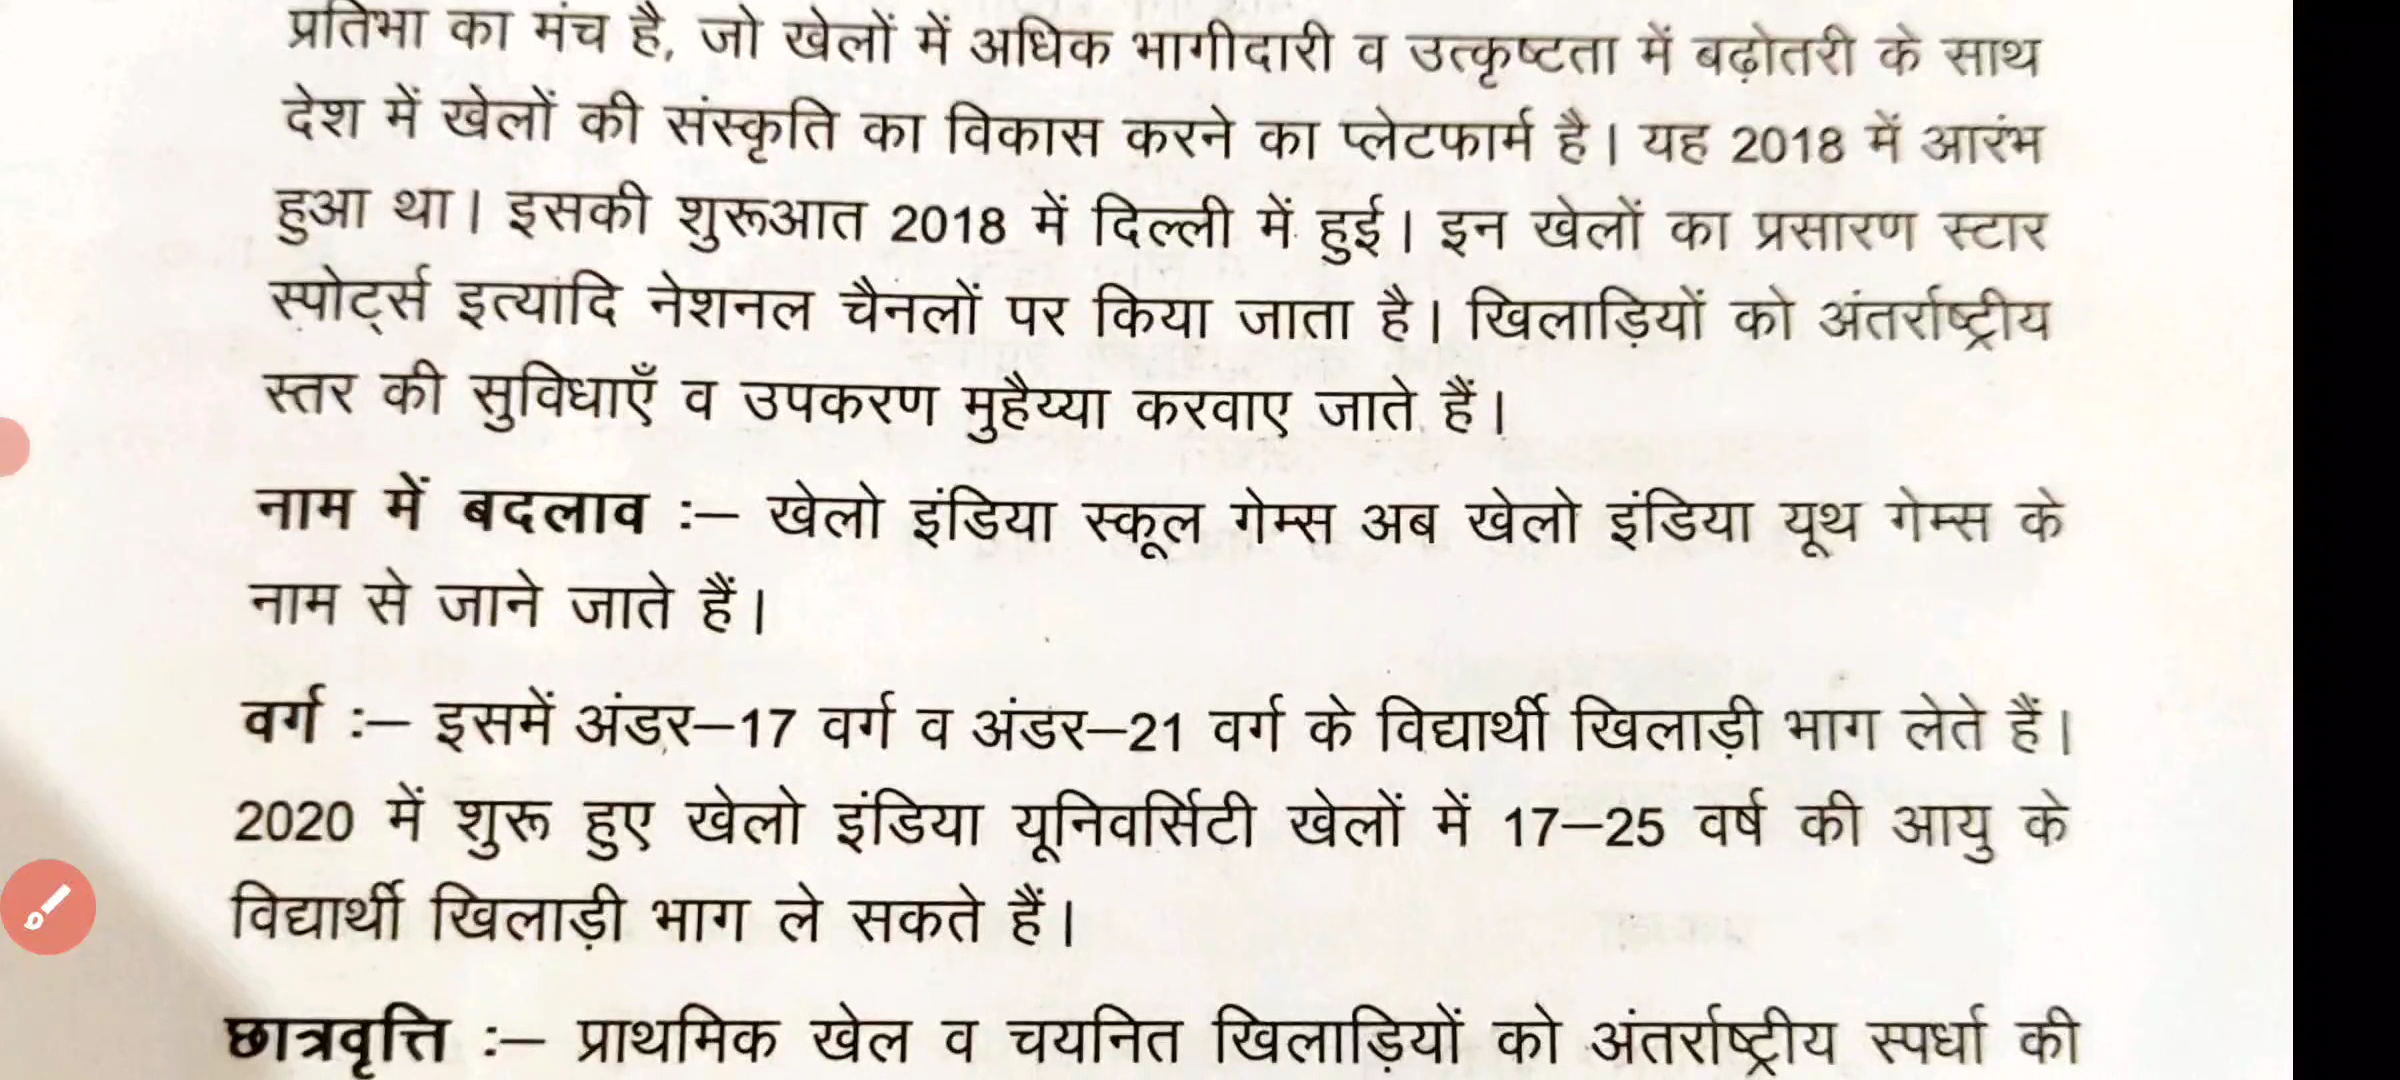 प्रतिभा का मंच है, जो खेलों में अधिक भागीदारी व उत्कृष्टता में बढ़ोतरी के साथ
देश में खेलों की संस्कृति का विकास करने का प्लेटफार्म है। यह 2018 में आरंभ
हुआ था। इसकी शुरूआत 2018 में दिल्ली में हुई। इन खेलों का प्रसारण स्टार
स्पोर्ट्स इत्यादि नेशनल चैनलों पर किया जाता है। खिलाड़ियों को अंतर्राष्ट्रीय
स्तर की सुविधाएँ व उपकरण मुहैय्या करवाए जाते हैं।
नाम में बदलाव :– खेलो इंडिया स्कूल गेम्स अब खेलो इंडिया यूथ गेम्स के
नाम से जाने जाते हैं।
वर्ग :– इसमें अंडर–17 वर्ग व अंडर–21 वर्ग के विद्यार्थी खिलाड़ी भाग लेते हैं।
2020 में शुरू हुए खेलो इंडिया यूनिवर्सिटी खेलों में 17–25 वर्ष की आयु के
विद्यार्थी खिलाड़ी भाग ले सकते हैं।
छात्रवृत्ति :– प्राथमिक खेल व चयनित खिलाड़ियों को अंतर्राष्ट्रीय स्पर्धा की